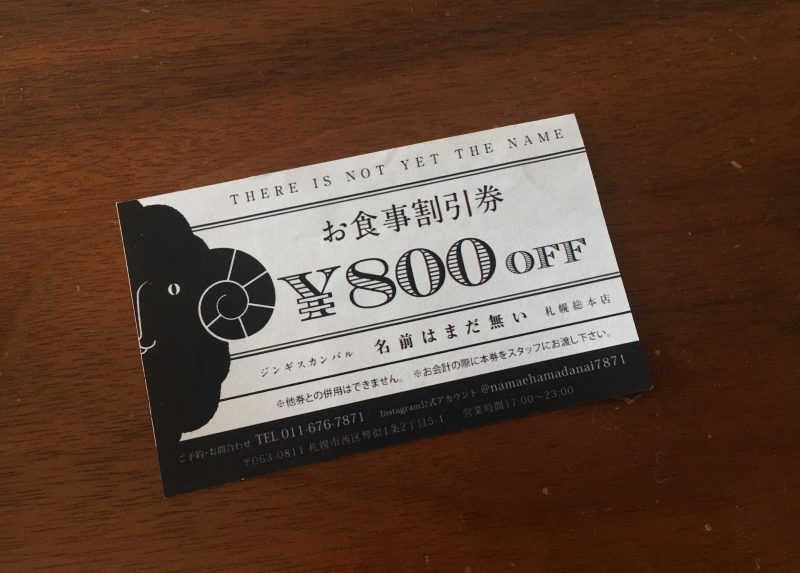 THERE IS NOT YET THE NAME
お食事割引券
¥800 OFF
ジンギスカンバル 名前はまだ無い 札幌総本店
※他券との併用はできません。 ※お会計の際に本券をスタッフにお渡し下さい。
ご予約・お問合わせ TEL 011-676-7871 Instagram公式アカウント @namaehamadanai7871
〒063-0811 札幌市西区琴似1条2丁目5-1 営業時間17:00〜23:00